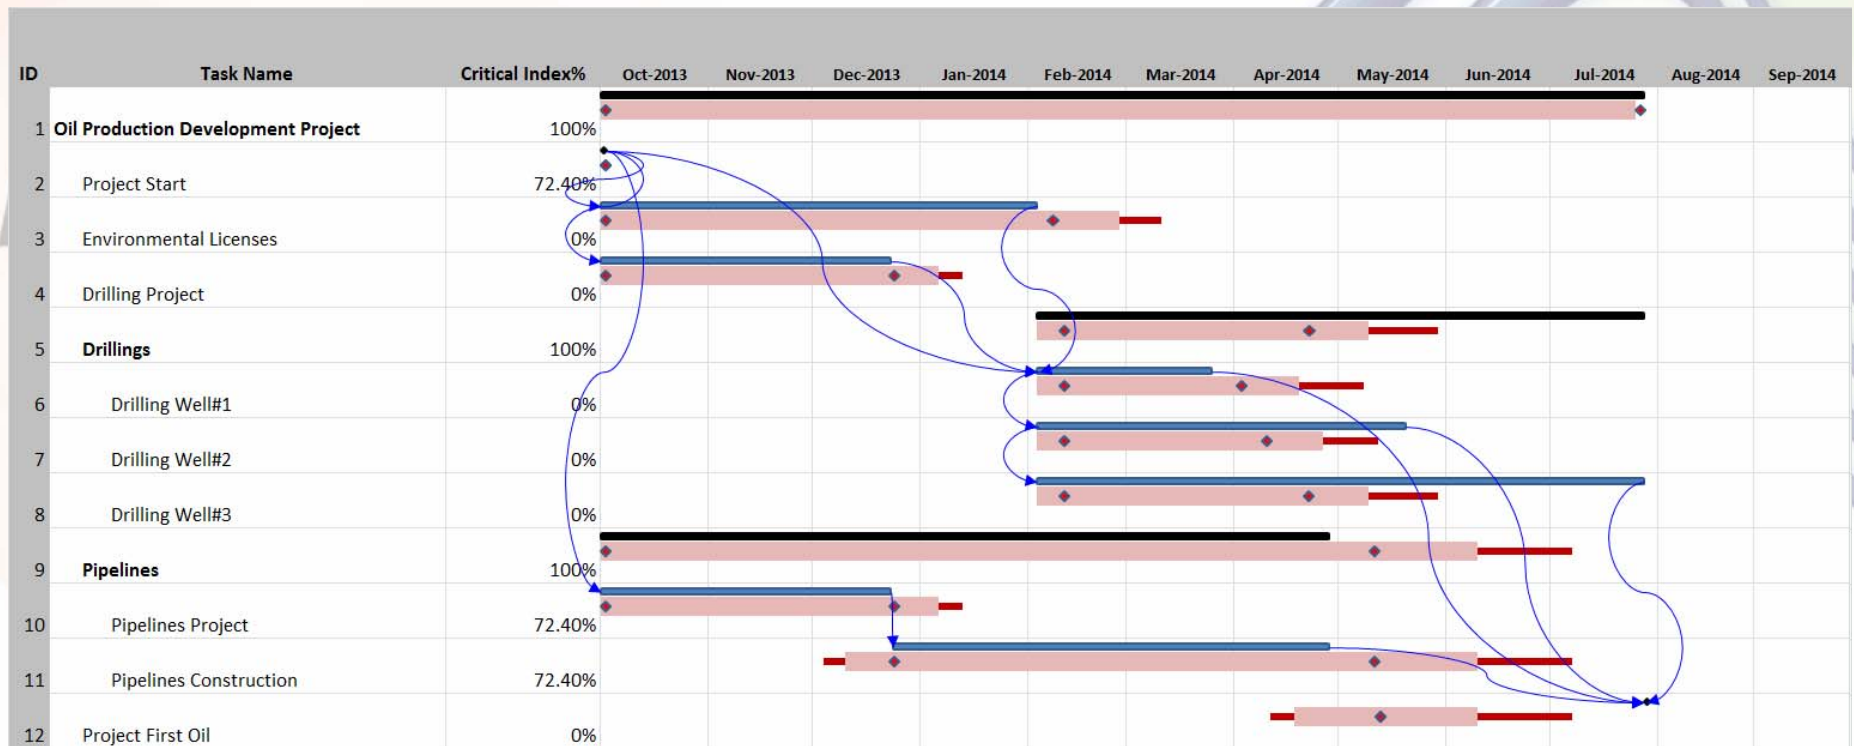 ID Task Name Critical Index% Oct-2013 Nov-2013 Dec-2013 Jan-2014 Feb-2014 Mar-2014 Apr-2014 May-2014 Jun-2014 Jul-2014 Aug-2014 Sep-2014
1 Oil Production Development Project 100%
2 Project Start 72.40%
3 Environmental Licenses 0%
4 Drilling Project 0%
5 Drillings 100%
6 Drilling Well#1 0%
7 Drilling Well#2 0%
8 Drilling Well#3 0%
9 Pipelines 100%
10 Pipelines Project 72.40%
11 Pipelines Construction 72.40%
12 Project First Oil 0%